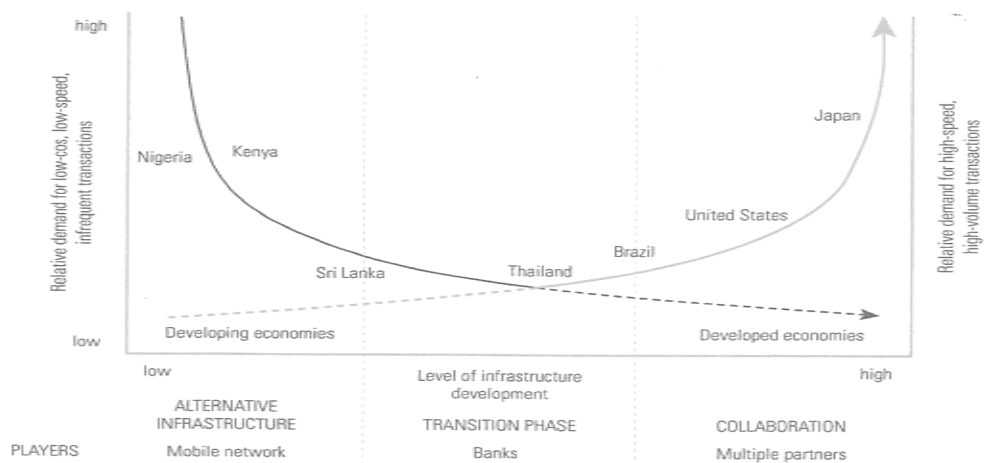 high
Relative demand for low-cos, low-speed,
infrequent transactions
Nigeria
Kenya
Sri Lanka
Thailand
Brazil
United States
Japan
Relative demand for high-speed,
high-volume transactions
Developing economies
Developed economies
low
low
Level of infrastructure
development
high
ALTERNATIVE
INFRASTRUCTURE
TRANSITION PHASE
COLLABORATION
PLAYERS
Mobile network
Banks
Multiple partners